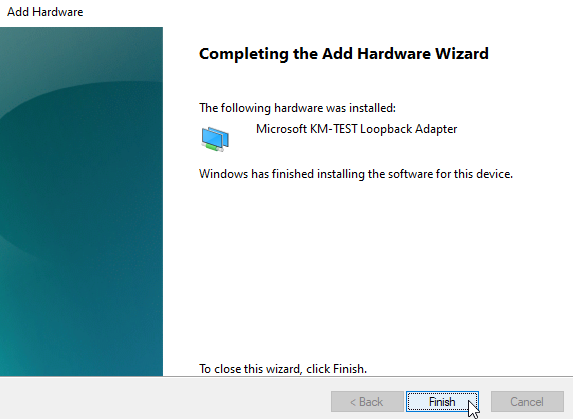 Add Hardware
Completing the Add Hardware Wizard
The following hardware was installed:
Microsoft KM-TEST Loopback Adapter
Windows has finished installing the software for this device.
To close this wizard, click Finish.
< Back
Finish
Cancel